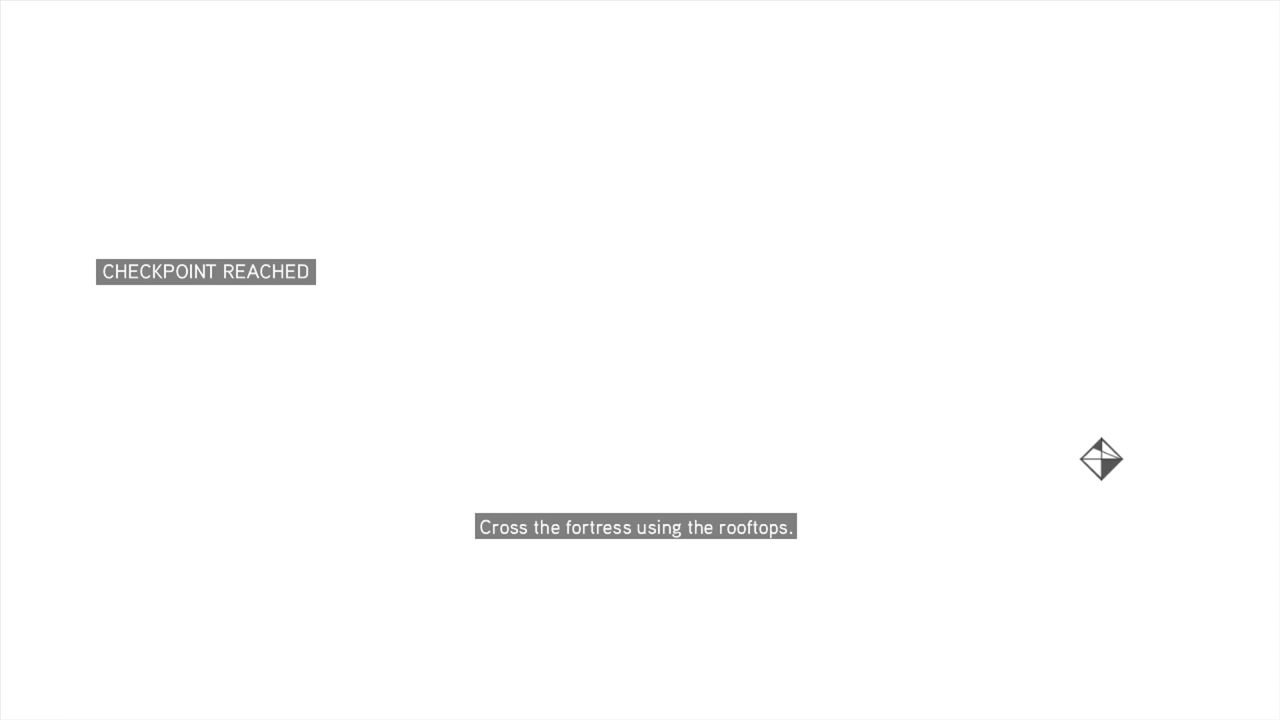 CHECKPOINT REACHED
Cross the fortress using the rooftops.